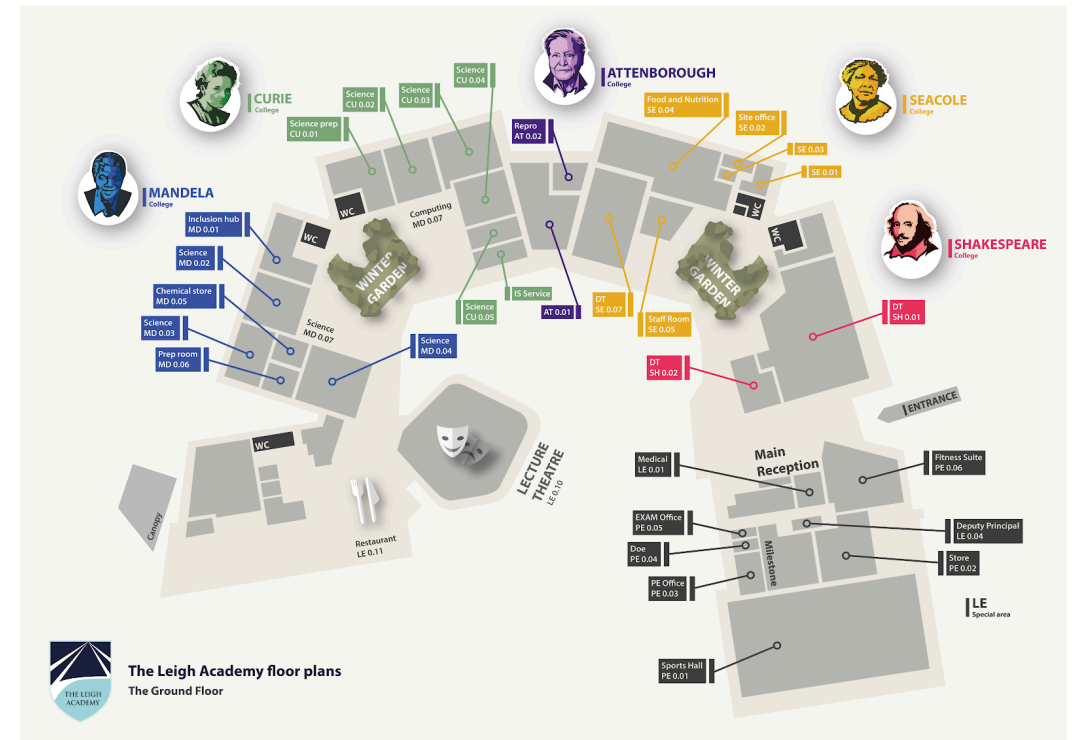 ATTENBOROUGH
College
CURIE
College
SEACOLE
College
MANDELA
College
SHAKESPEARE
College
Science
CU 0.04
Science
CU 0.03
Science
CU 0.02
Science prep
CU 0.01
Repro
AT 0.02
Food and Nutrition
SE 0.04
Site office
SE 0.02
SE 0.03
SE 0.01
Inclusion hub
MD 0.01
Science
MD 0.02
Chemical store
MD 0.05
Science
MD 0.03
Prep room
MD 0.06
WC
WC
Computing
MD 0.07
WINTER
GARDEN
Science
MD 0.07
Science
MD 0.04
Science
CU 0.05
IS Service
AT 0.01
DT
SE 0.07
Staff Room
SE 0.05
WINTER
GARDEN
WC
WC
DT
SH 0.01
DT
SH 0.02
ENTRANCE
WC
Canopy
Restaurant
LE 0.11
LECTURE
THEATRE
LE 0.10
Main
Reception
Medical
LE 0.01
Fitness Suite
PE 0.06
EXAM Office
PE 0.05
Deputy Principal
LE 0.04
Doe
PE 0.04
Milestone
Store
PE 0.02
PE Office
PE 0.03
LE
Special area
Sports Hall
PE 0.01
THE LEIGH
ACADEMY
The Leigh Academy floor plans
The Ground Floor